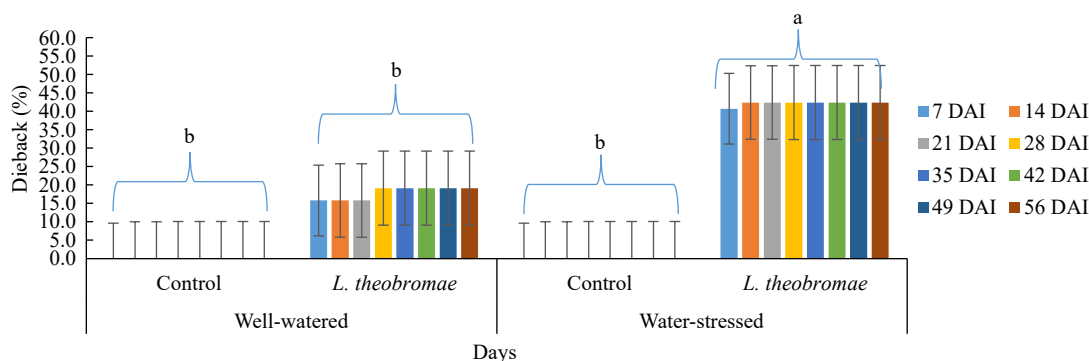 Dieback (%)
60.0
55.0
50.0
45.0
40.0
35.0
30.0
25.0
20.0
15.0
10.0
5.0
0.0
b
b
b
a
7 DAI
14 DAI
21 DAI
28 DAI
35 DAI
42 DAI
49 DAI
56 DAI
Control
L. theobromae
Control
L. theobromae
Well-watered
Water-stressed
Days